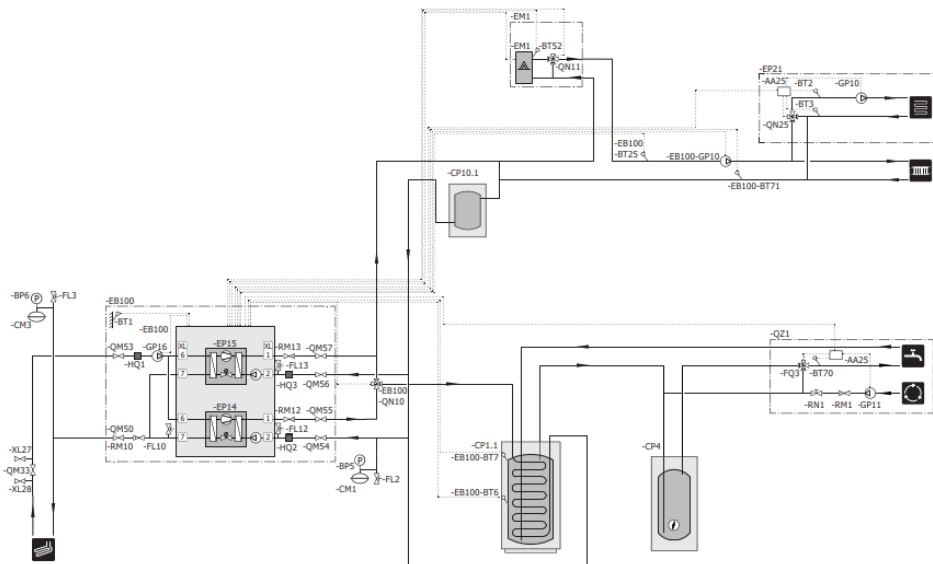 -EM1
-EM1
-BT52
-QN11
-EP21
-AA25
-BT2
-GP10
-BT3
-QN25
-EB100
-BT25
-EB100-GP10
-EB100-BT71
-CP10.1
-BP6
P
-FL3
-CM3
-EB100
-BT1
-EB100
-QM53
-GP16
-HQ1
XL
6
7
-EP15
XL
1
2
-RM13
-QM57
-FL13
-HQ3
-QM56
-EB100
-QN10
6
7
-EP14
1
2
-RM12
-QM55
-FL12
-HQ2
-QM54
-QM50
-RM10
-FL10
-XL27
-QM33
-XL28
-BP5
P
-CM1
-FL2
-CP1.1
-EB100-BT7
-EB100-BT6
-CP4
-QZ1
-AA25
-FQ3
-BT70
-RN1
-RM1
-GP11